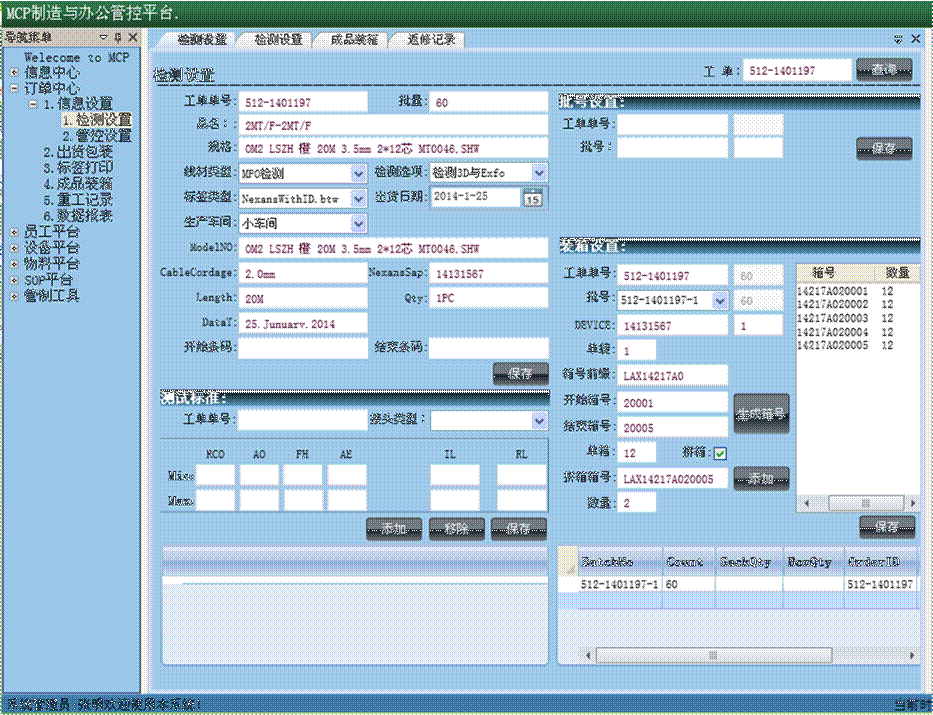 MCP制造与办公管控平台.
导航菜单
Welecome to MCP
信息中心
订单中心
1.信息设置
1.检测设置
2.管控设置
2.出货包装
3.标签打印
4.成品装箱
5.重工记录
6.数据报表
员工平台
设备平台
物料平台
SOP平台
管制工具
检测设置 检测设置 成品装箱 返修记录
检测设置
工 单: 512-1401197 查询
工单单号: 512-1401197 批量: 60
品名: : 2MT/F-2MT/F
规格: OM2 LSZH 橙 20M 3.5mm 2*12芯 MT0046.SHW
线材类型: MPO检测 检测选项: 检测3D与Exfo
标签类型: NexansWithID.btw 出货日期: 2014-1-25 15
生产车间: 小车间
ModelNO: OM2 LSZH 橙 20M 3.5mm 2*12芯 MT0046.SHW
CableCordage: 2.0mm NexansSap: 14131567
Length: 20M Qty: 1PC
DataT: 25.Junuary.2014
开始条码: 结束条码:
保存
测试标准:
工单单号: 接头类型:
RCO AO FH AE IL RL
Min:
Max:
添加 移除 保存
批号设置:
工单单号:
批号: 保存
装箱设置:
工单单号: 512-1401197 60
批号: 512-1401197-1 60
DEVICE: 14131567 1
单袋: 1
箱号前缀: LAX14217A0
开始箱号: 20001
结束箱号: 20005
生成箱号
单箱: 12 拼箱:
拼箱箱号: LAX14217A020005 添加
数量: 2
箱号 数量
14217A020001 12
14217A020002 12
14217A020003 12
14217A020004 12
14217A020005 12
保存
BatchNo Count SackQty BoxQty OrderID
512-1401197-1 60 512-1401197
系统管理员 张明欢迎使用本系统!
当前时